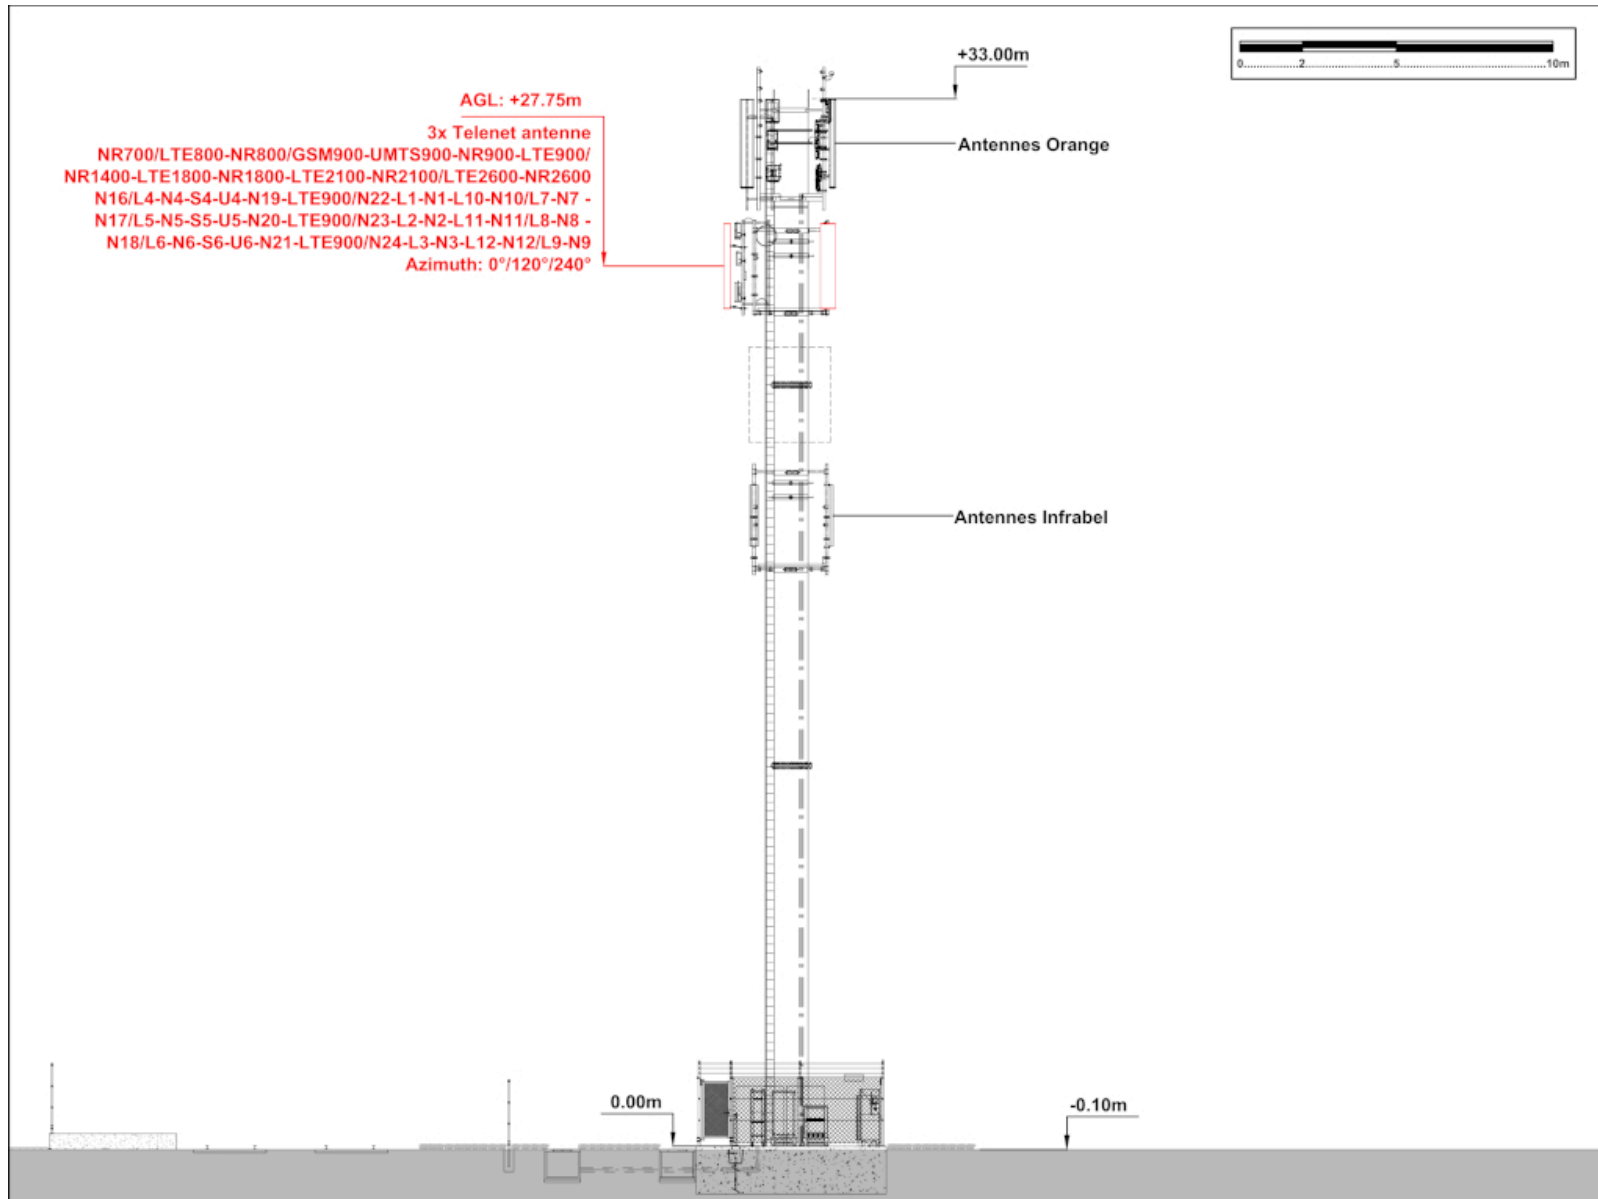 +33.00m
0 2 5 10m
AGL: +27.75m
3x Telenet antenne
NR700/LTE800-NR800/GSM900-UMTS900-NR900-LTE900/
NR1400-LTE1800-NR1800-LTE2100-NR2100/LTE2600-NR2600
N16/L4-N4-S4-U4-N19-LTE900/N22-L1-N1-L10-N10/L7-N7 -
N17/L5-N5-S5-U5-N20-LTE900/N23-L2-N2-L11-N11/L8-N8 -
N18/L6-N6-S6-U6-N21-LTE900/N24-L3-N3-L12-N12/L9-N9
Azimuth: 0°/120°/240°
Antennes Orange
Antennes Infrabel
0.00m
-0.10m